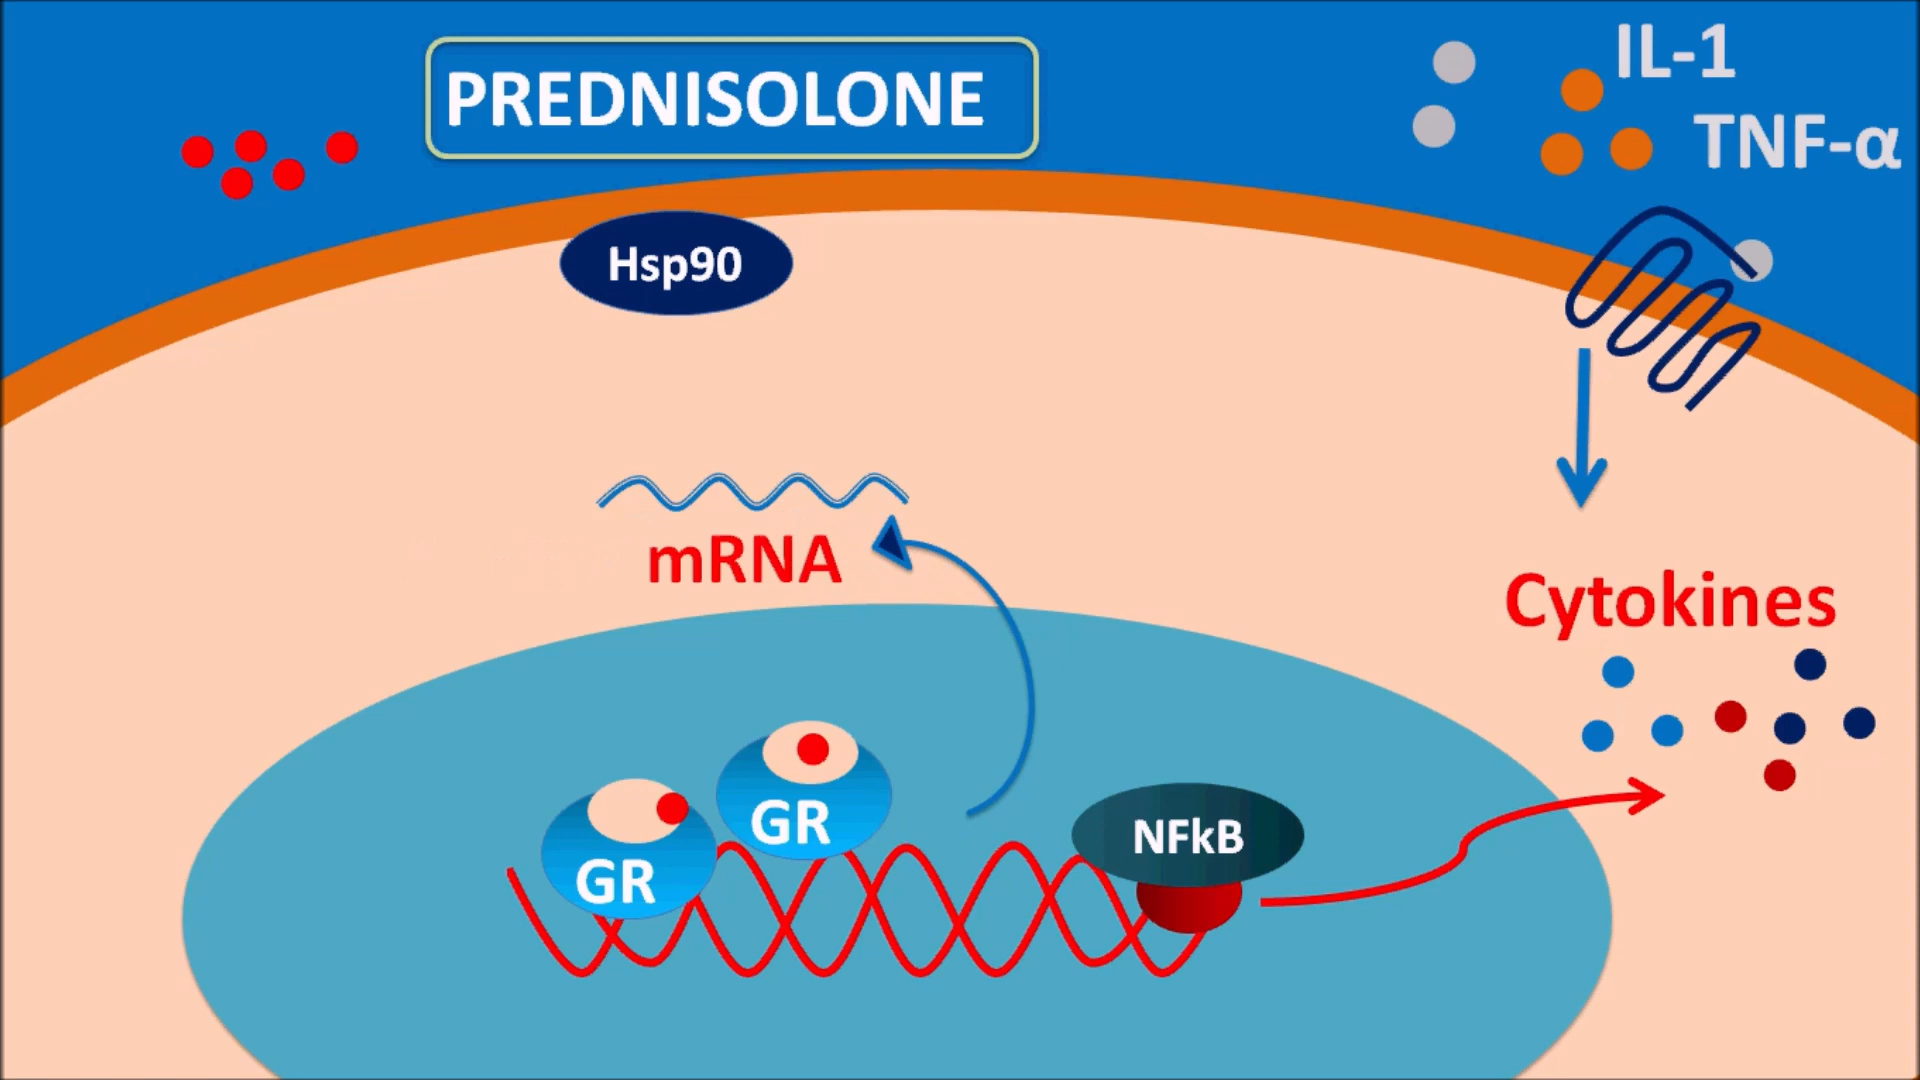 PREDNISOLONE
IL-1
TNF-α
Hsp90
mRNA
Cytokines
GR
GR
NFkB